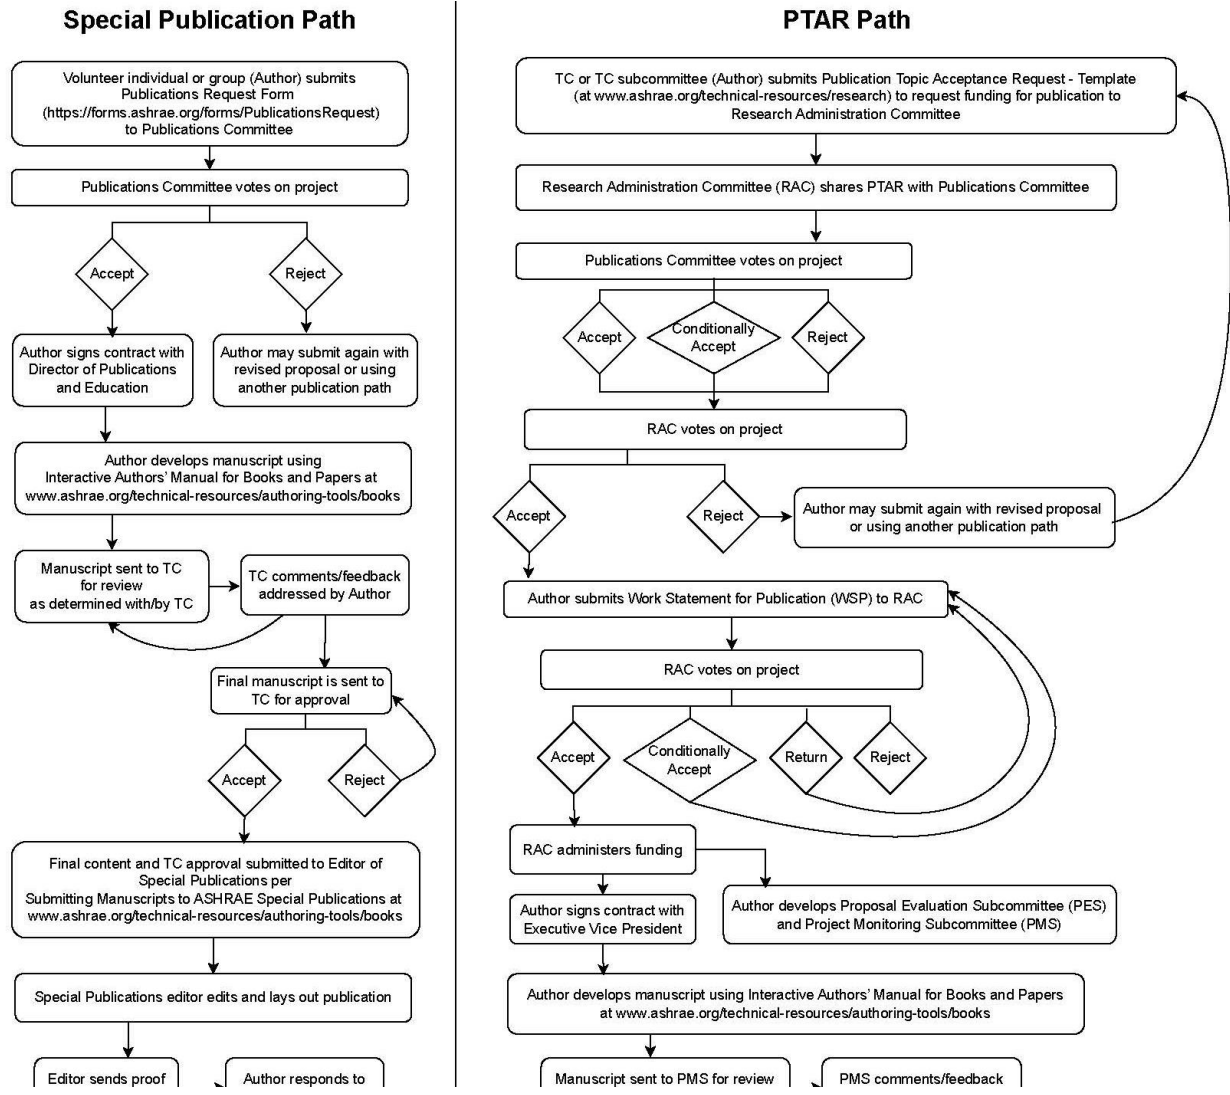 Special Publication Path
Volunteer individual or group (Author) submits
Publications Request Form
(https://forms.ashrae.org/forms/PublicationsRequest)
to Publications Committee
Publications Committee votes on project
Accept
Reject
Author signs contract with
Director of Publications
and Education
Author may submit again with
revised proposal or using
another publication path
Author develops manuscript using
Interactive Authors' Manual for Books and Papers at
www.ashrae.org/technical-resources/authoring-tools/books
Manuscript sent to TC
for review
as determined with/by TC
TC comments/feedback
addressed by Author
Final manuscript is sent to
TC for approval
Accept
Reject
Final content and TC approval submitted to Editor of
Special Publications per
Submitting Manuscripts to ASHRAE Special Publications at
www.ashrae.org/technical-resources/authoring-tools/books
Special Publications editor edits and lays out publication
Editor sends proof
Author responds to
PTAR Path
TC or TC subcommittee (Author) submits Publication Topic Acceptance Request - Template
(at www.ashrae.org/technical-resources/research) to request funding for publication to
Research Administration Committee
Research Administration Committee (RAC) shares PTAR with Publications Committee
Publications Committee votes on project
Accept
Conditionally
Accept
Reject
RAC votes on project
Accept
Reject
Author may submit again with revised proposal
or using another publication path
Author submits Work Statement for Publication (WSP) to RAC
RAC votes on project
Accept
Conditionally
Accept
Return
Reject
RAC administers funding
Author signs contract with
Executive Vice President
Author develops Proposal Evaluation Subcommittee (PES)
and Project Monitoring Subcommittee (PMS)
Author develops manuscript using Interactive Authors' Manual for Books and Papers
at www.ashrae.org/technical-resources/authoring-tools/books
Manuscript sent to PMS for review
PMS comments/feedback